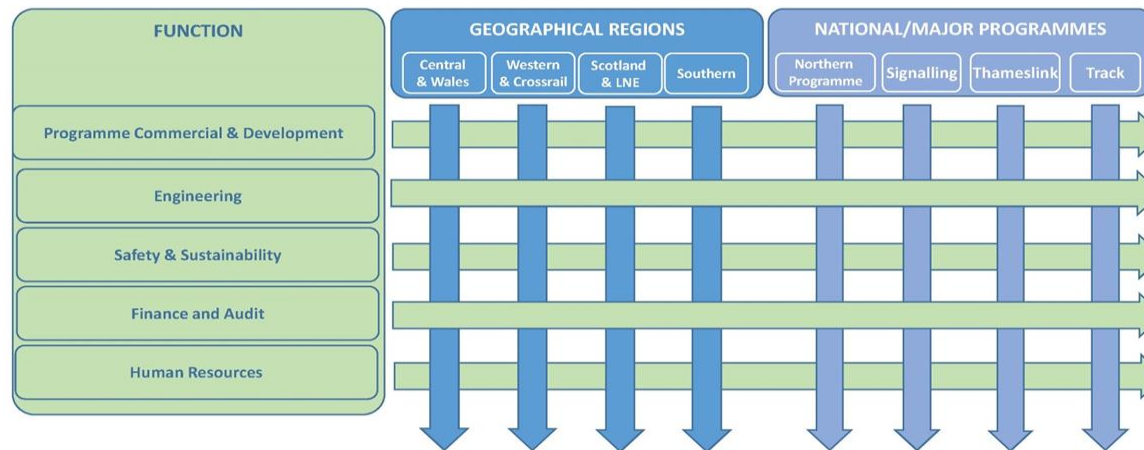 FUNCTION
GEOGRAPHICAL REGIONS
NATIONAL/MAJOR PROGRAMMES
Central
& Wales
Western
& Crossrail
Scotland
& LNE
Southern
Northern
Programme
Signalling
Thameslink
Track
Programme Commercial & Development
Engineering
Safety & Sustainability
Finance and Audit
Human Resources